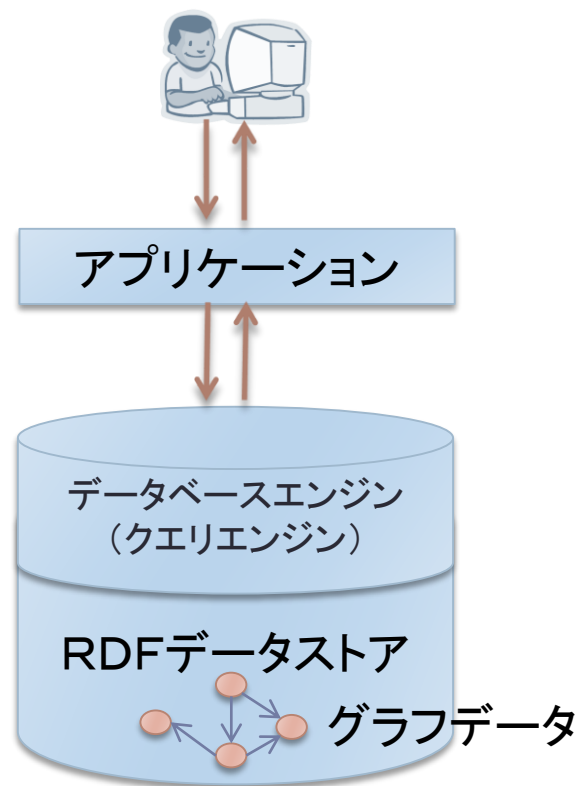 アプリケーション
データベースエンジン
（クエリエンジン）
RDFデータストア
グラフデータ